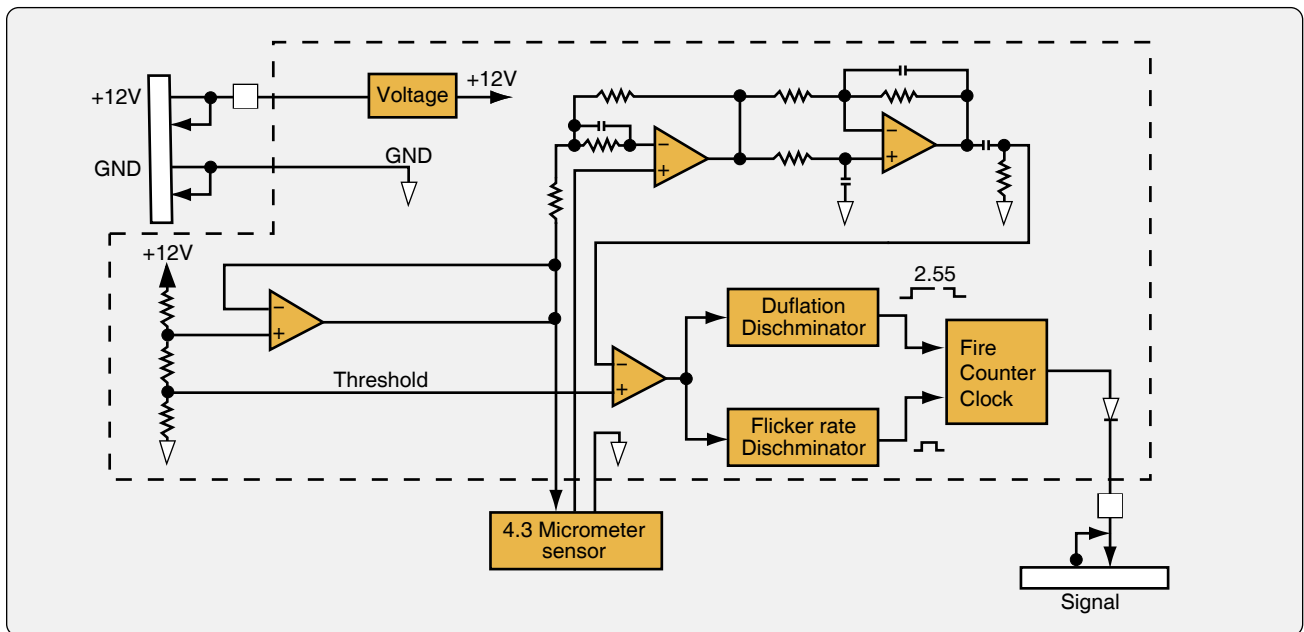 +12V
Voltage
+12V
GND
GND
+12V
−
+
−
+
−
+
Threshold
−
+
2.55
Duflation
Dischminator
Fire
Counter
Clock
Flicker rate
Dischminator
4.3 Micrometer
sensor
Signal